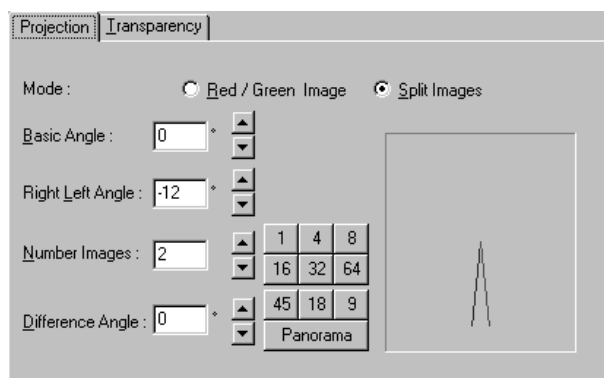 Projection Transparency
Mode : Red / Green Image Split Images
Basic Angle : 0 °
Right Left Angle : -12 °
Number Images : 2 1 4 8
16 32 64
Difference Angle : 0 ° 45 18 9
Panorama